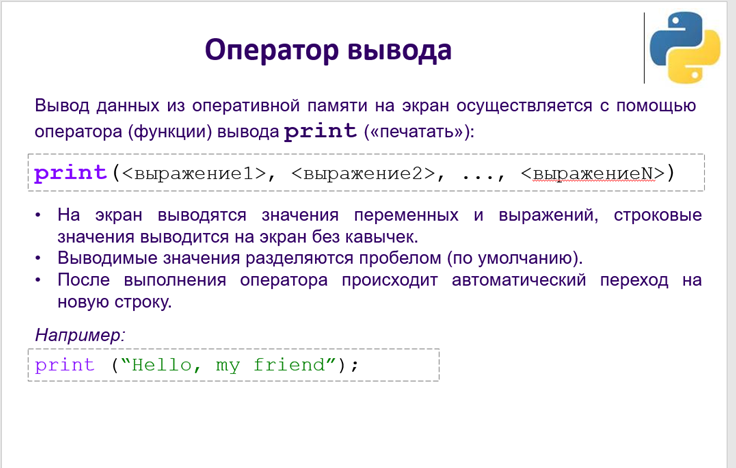 Оператор вывода
Вывод данных из оперативной памяти на экран осуществляется с помощью
оператора (функции) вывода print («печатать»):
print(<выражение1>, <выражение2>, ..., <выражениеN>)
• На экран выводятся значения переменных и выражений, строковые
значения выводится на экран без кавычек.
• Выводимые значения разделяются пробелом (по умолчанию).
• После выполнения оператора происходит автоматический переход на
новую строку.
Например:
print (“Hello, my friend”);